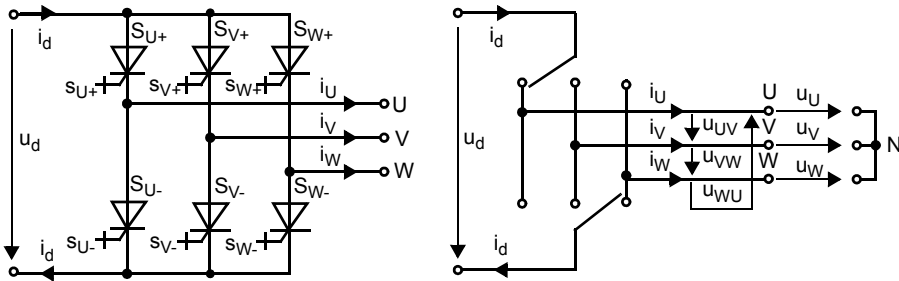 i_d S_U+ S_V+ S_W+
s_U+ s_V+ s_W+
i_U U
i_V V
u_d
i_W W
S_U- S_V- S_W-
s_U- s_V- s_W-
i_d
i_d
i_U U u_U
u_UV
i_V V u_V N
u_d
u_VW
i_W W u_W
u_WU
i_d